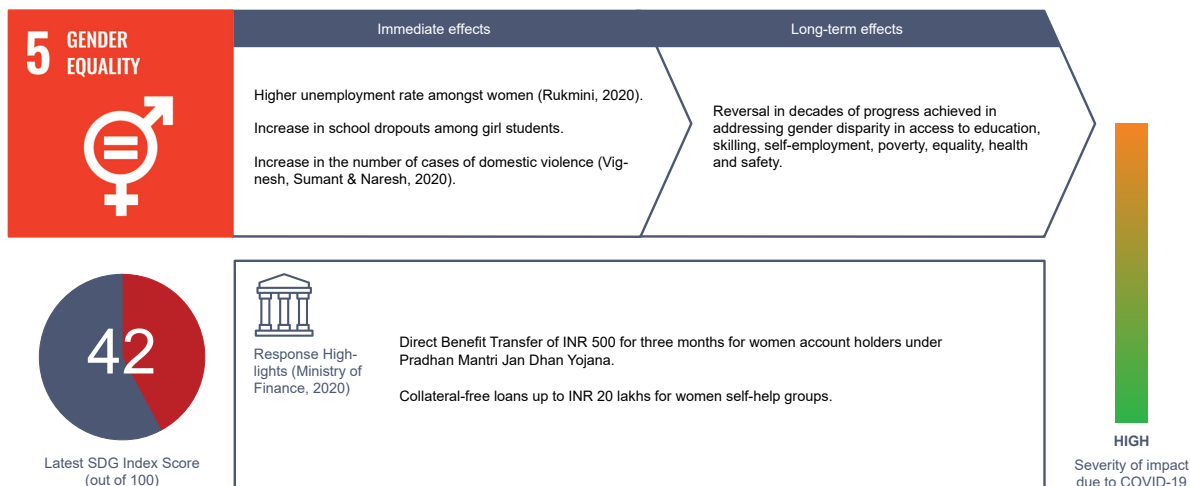 5 GENDER
EQUALITY
Immediate effects
Long-term effects
Higher unemployment rate amongst women (Rukmini, 2020).
Increase in school dropouts among girl students.
Increase in the number of cases of domestic violence (Vig-
nesh, Sumant & Naresh, 2020).
Reversal in decades of progress achieved in
addressing gender disparity in access to education,
skilling, self-employment, poverty, equality, health
and safety.
42
Latest SDG Index Score
(out of 100)
Response High-
lights (Ministry of
Finance, 2020)
Direct Benefit Transfer of INR 500 for three months for women account holders under
Pradhan Mantri Jan Dhan Yojana.
Collateral-free loans up to INR 20 lakhs for women self-help groups.
HIGH
Severity of impact
due to COVID-19